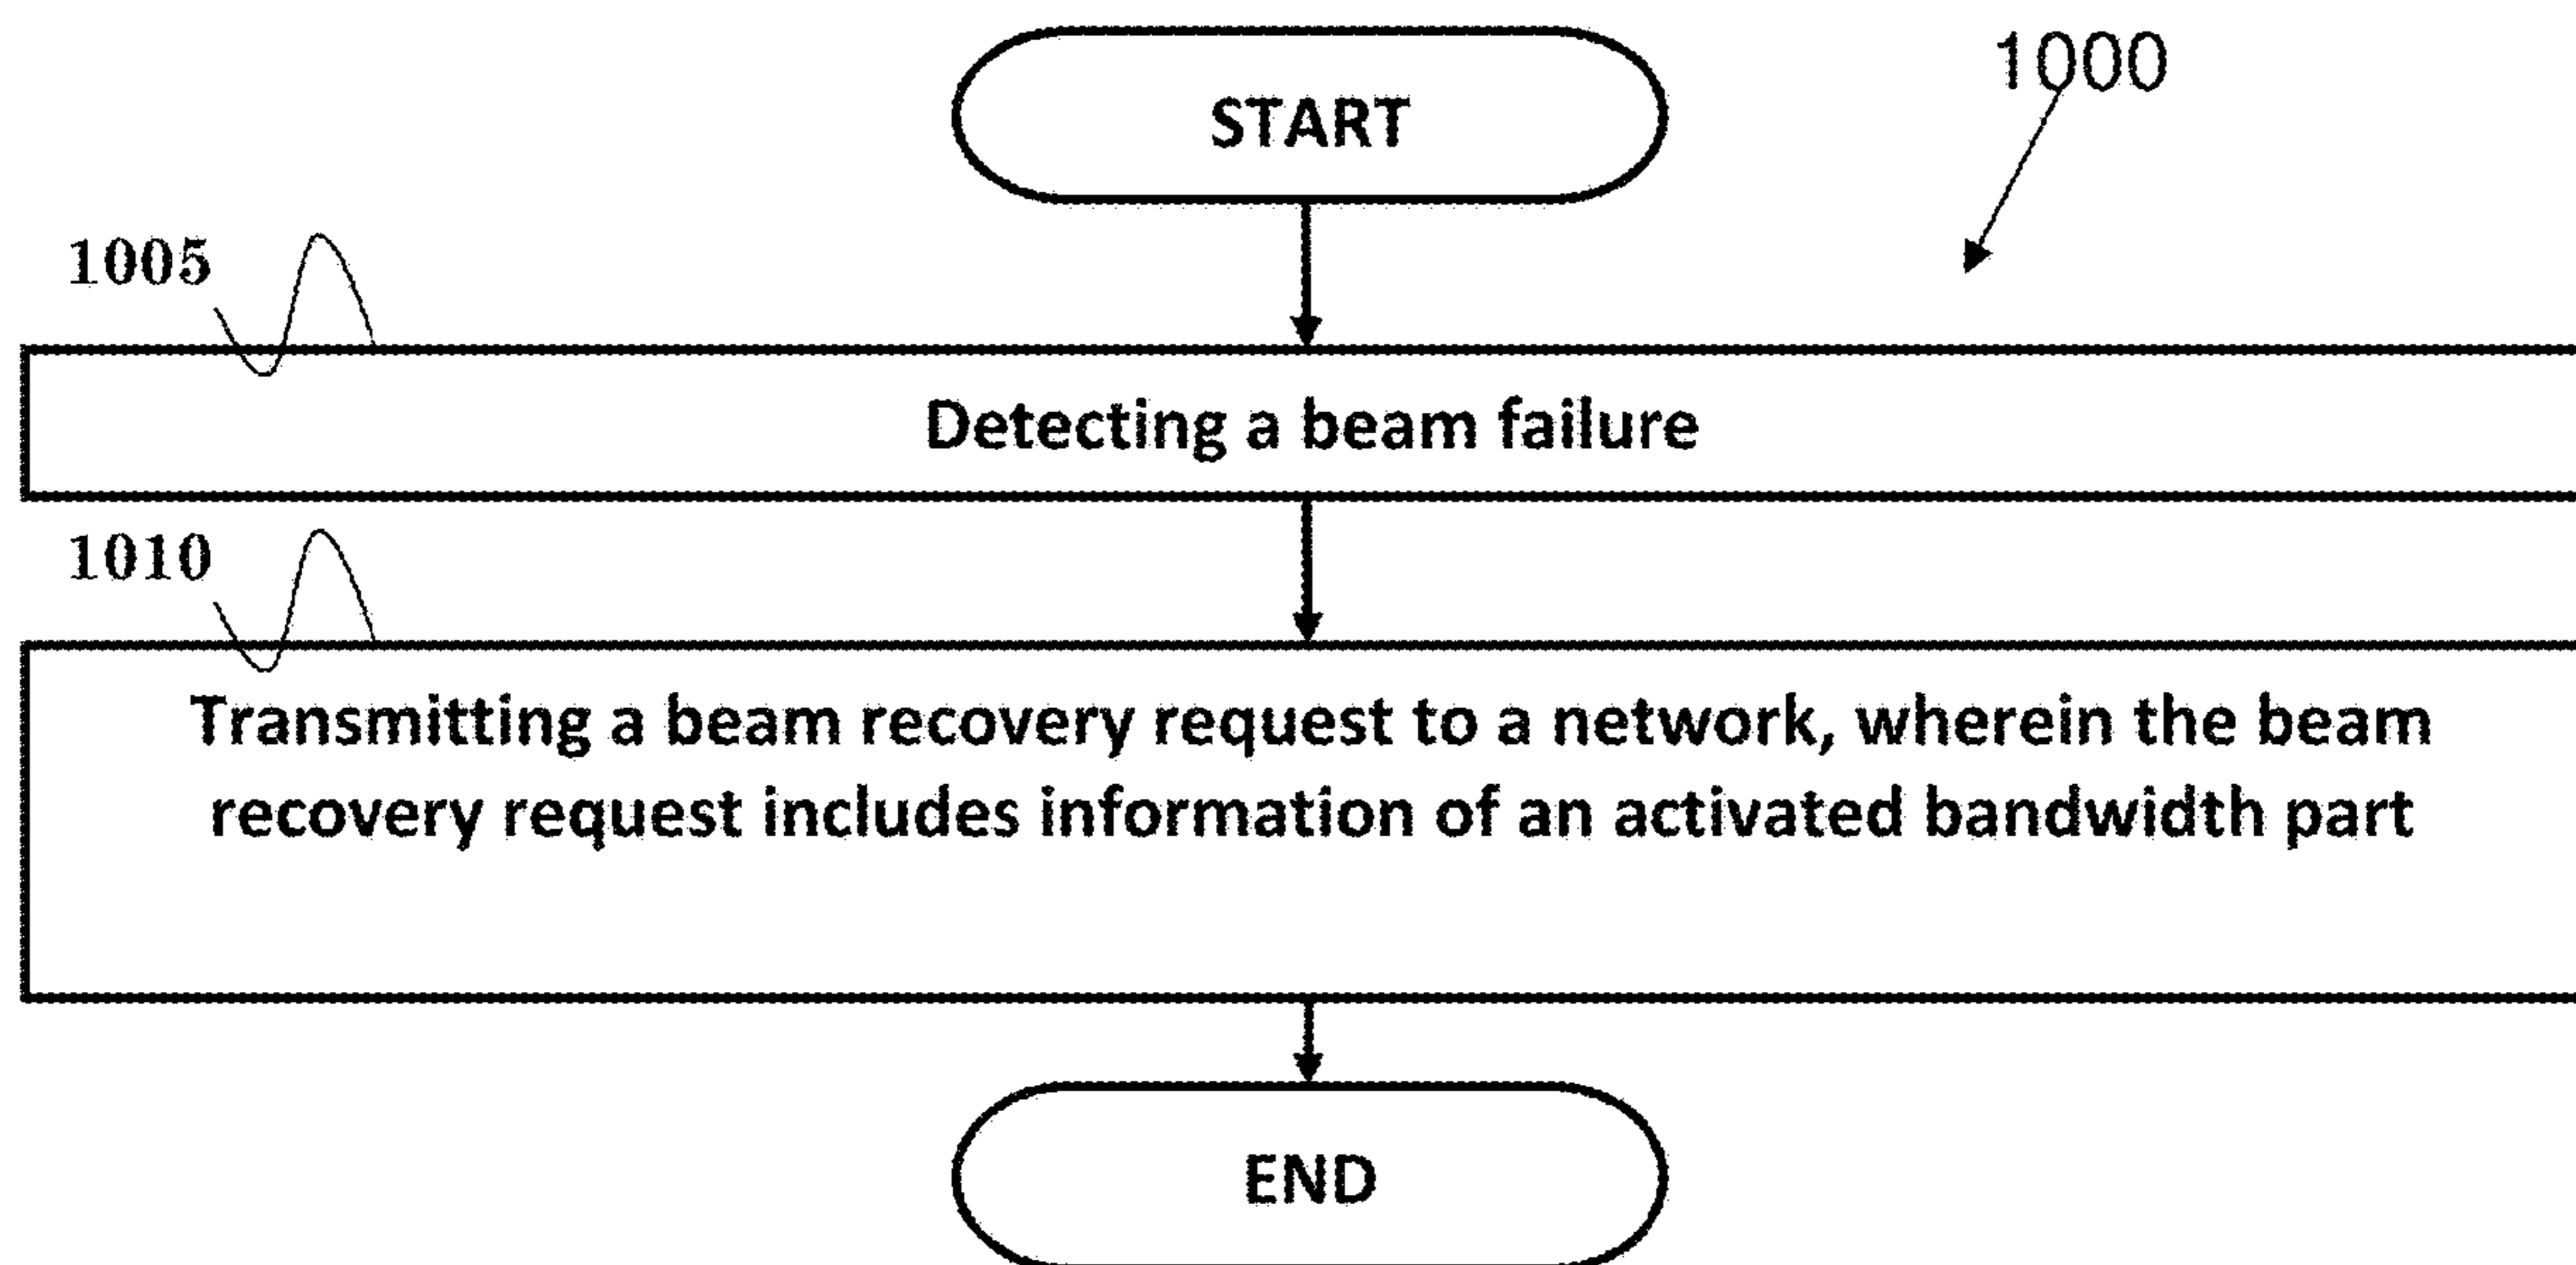 START
1000
1005
Detecting a beam failure
1010
Transmitting a beam recovery request to a network, wherein the beam
recovery request includes information of an activated bandwidth part
END